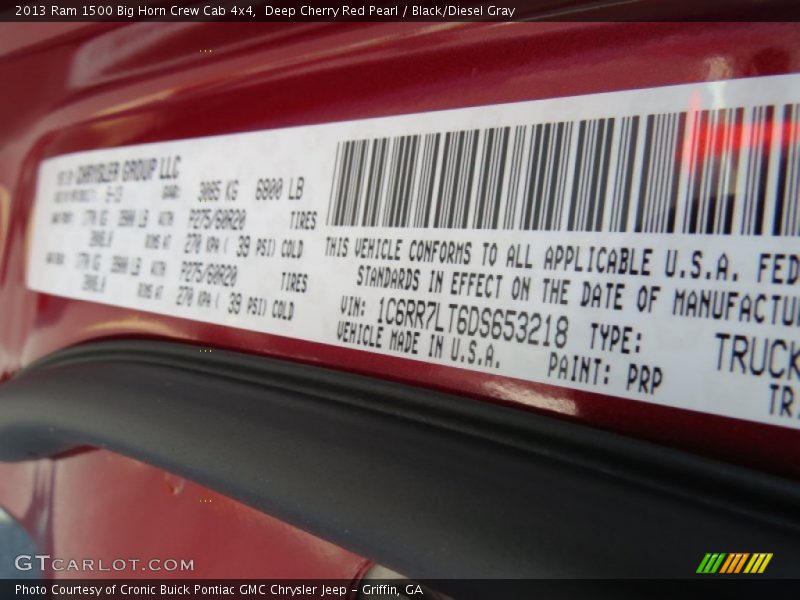 2013 Ram 1500 Big Horn Crew Cab 4x4, Deep Cherry Red Pearl / Black/Diesel Gray
CHRYSLER GROUP LLC
3085 KG 6800 LB
P275/60R20 TIRES
270 KPA ( 39 PSI) COLD
P275/60R20 TIRES
270 KPA ( 39 PSI) COLD
THIS VEHICLE CONFORMS TO ALL APPLICABLE U.S.A. FED
STANDARDS IN EFFECT ON THE DATE OF MANUFACTU
VIN: 1C6RR7LT6DS653218 TYPE: TRUCK
VEHICLE MADE IN U.S.A. PAINT: PRP TR
GTCARLOT.COM
Photo Courtesy of Cronic Buick Pontiac GMC Chrysler Jeep - Griffin, GA